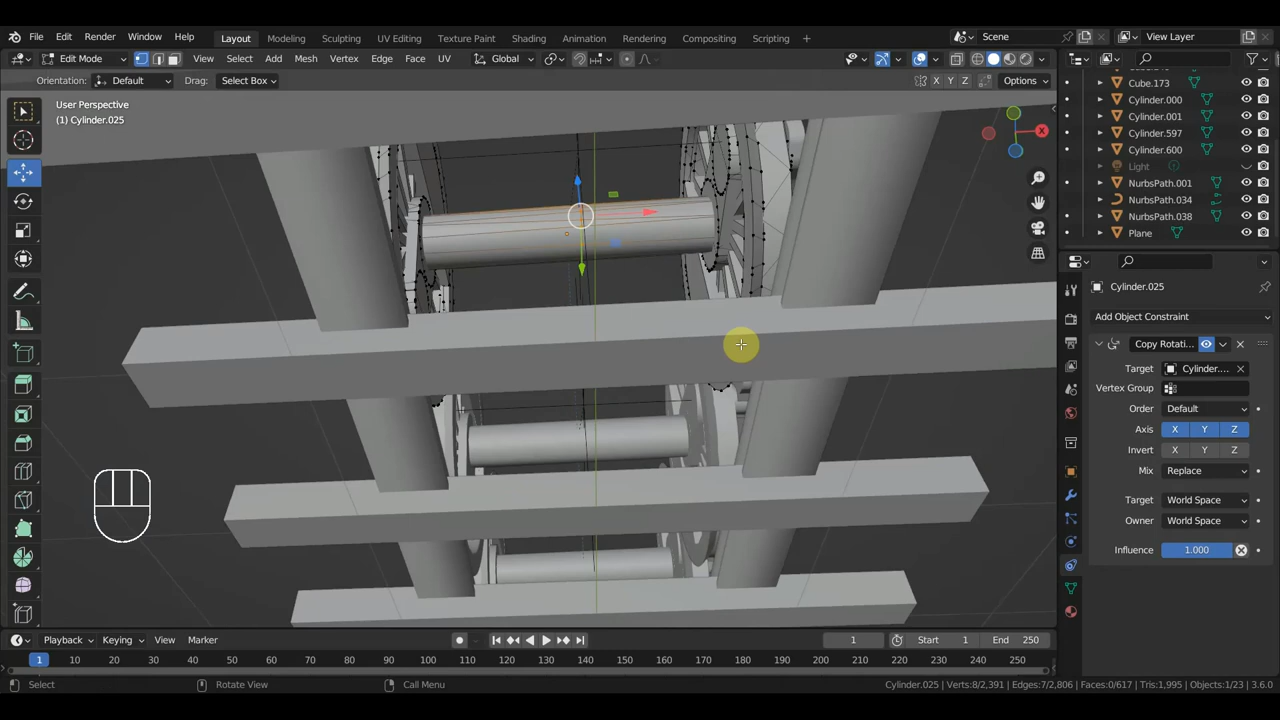 File Edit Render Window Help Layout Modeling Sculpting UV Editing Texture Paint Shading Animation Rendering Compositing Scripting + Scene View Layer
Edit Mode View Select Add Mesh Vertex Edge Face UV Global
Orientation: Default Drag: Select Box X Y Z Options
User Perspective
(1) Cylinder.025
X
Cube.173
Cylinder.000
Cylinder.001
Cylinder.597
Cylinder.600
Light
NurbsPath.001
NurbsPath.034
NurbsPath.038
Plane
Cylinder.025
Add Object Constraint
Copy Rotati...
Target Cylinder....
Vertex Group
Order Default
Axis X Y Z
Invert X Y Z
Mix Replace
Target World Space
Owner World Space
Influence 1.000
Playback Keying View Marker 1 Start 1 End 250
1 10 20 30 40 50 60 70 80 90 100 110 120 130 140 150 160 170 180 190 200 210 220 230 240 250
Select Rotate View Call Menu Cylinder.025 | Verts:8/2,391 | Edges:7/2,806 | Faces:0/617 | Tris:1,995 | Objects:1/23 | 3.6.0